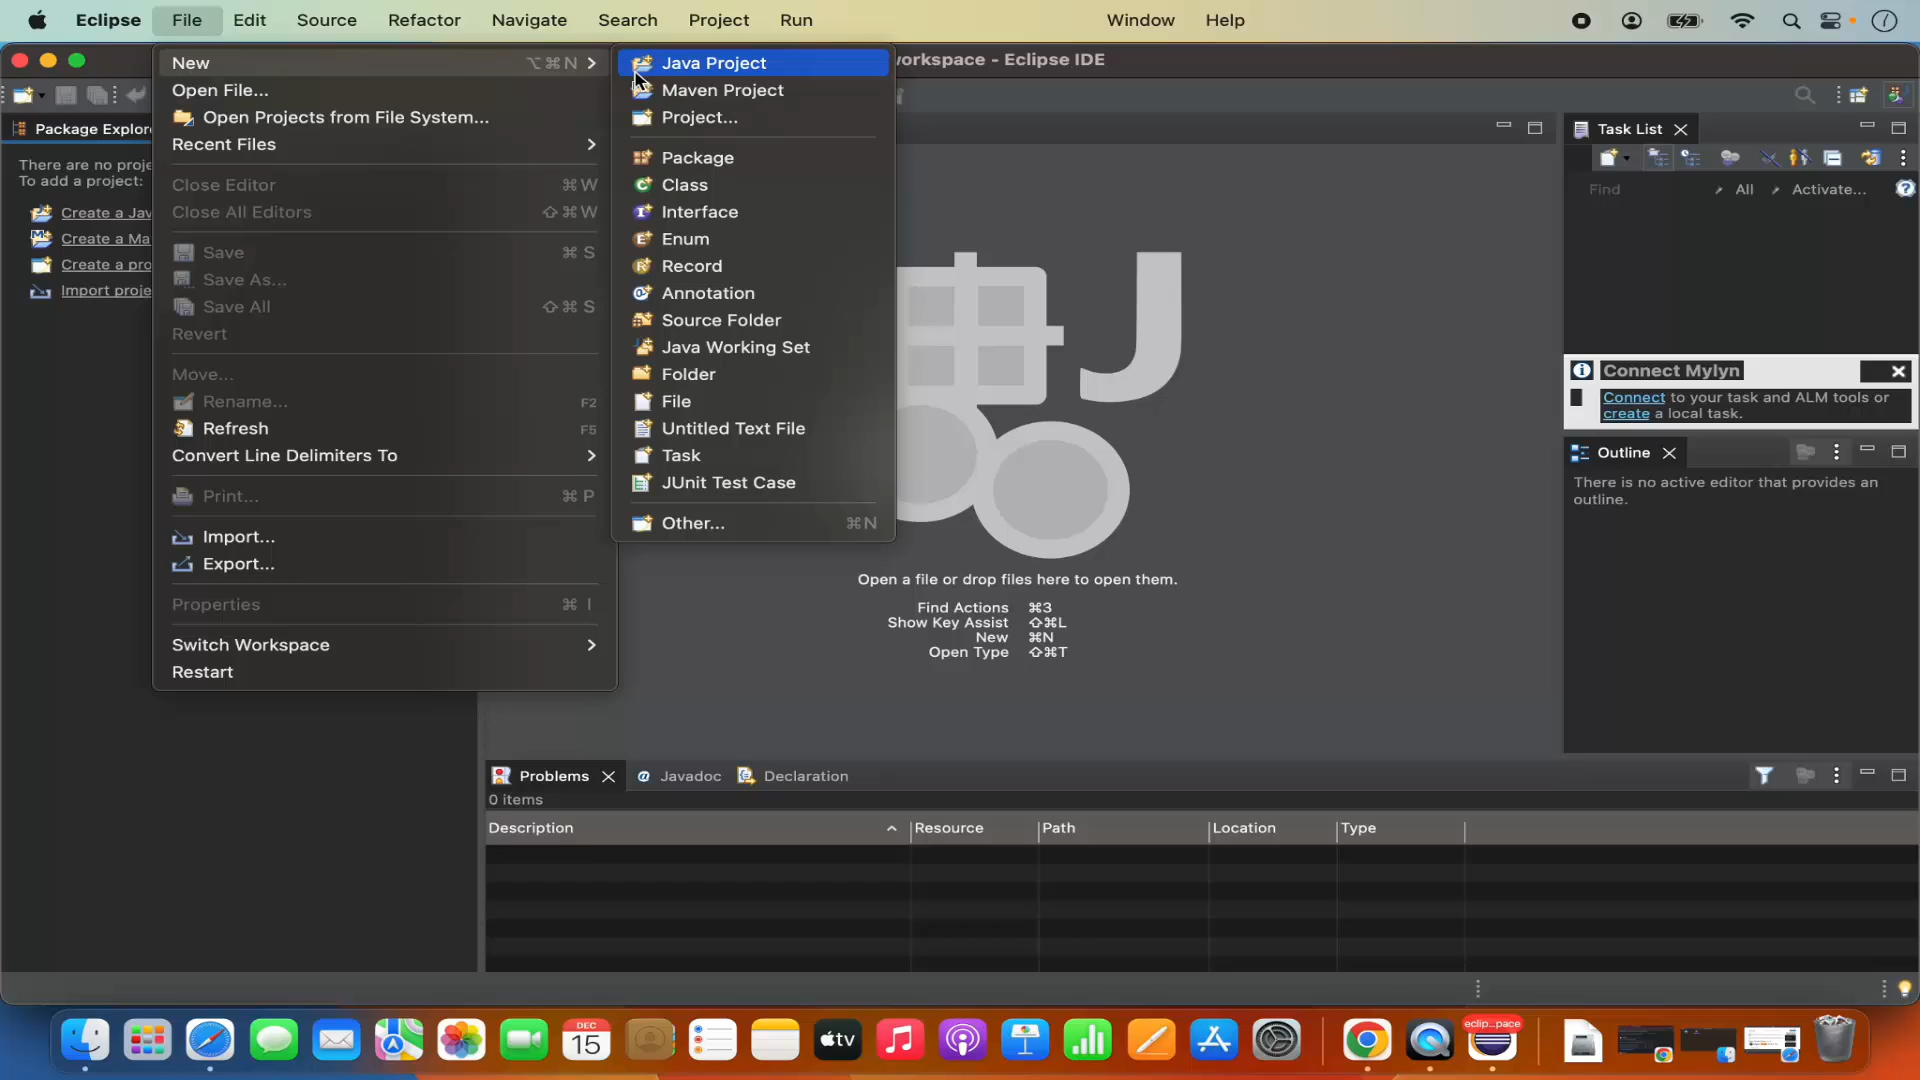 Eclipse File Edit Source Refactor Navigate Search Project Run Window Help
orkspace - Eclipse IDE
New ⌥⌘N
Open File...
Open Projects from File System...
Recent Files
Close Editor ⌘W
Close All Editors ⇧⌘W
Save ⌘S
Save As...
Save All ⇧⌘S
Revert
Move...
Rename... F2
Refresh F5
Convert Line Delimiters To
Print... ⌘P
Import...
Export...
Properties ⌘I
Switch Workspace
Restart
Java Project
Maven Project
Project...
Package
Class
Interface
Enum
Record
Annotation
Source Folder
Java Working Set
Folder
File
Untitled Text File
Task
JUnit Test Case
Other... ⌘N
Package Explor
There are no proje
To add a project:
Create a Jav
Create a Ma
Create a pro
Import proje
J
Open a file or drop files here to open them.
Find Actions ⌘3
Show Key Assist ⇧⌘L
New ⌘N
Open Type ⇧⌘T
Task List
Find All Activate...
Connect Mylyn
Connect to your task and ALM tools or
create a local task.
Outline
There is no active editor that provides an
outline.
Problems Javadoc Declaration
0 items
Description Resource Path Location Type
DEC
15
tv
eclip...pace